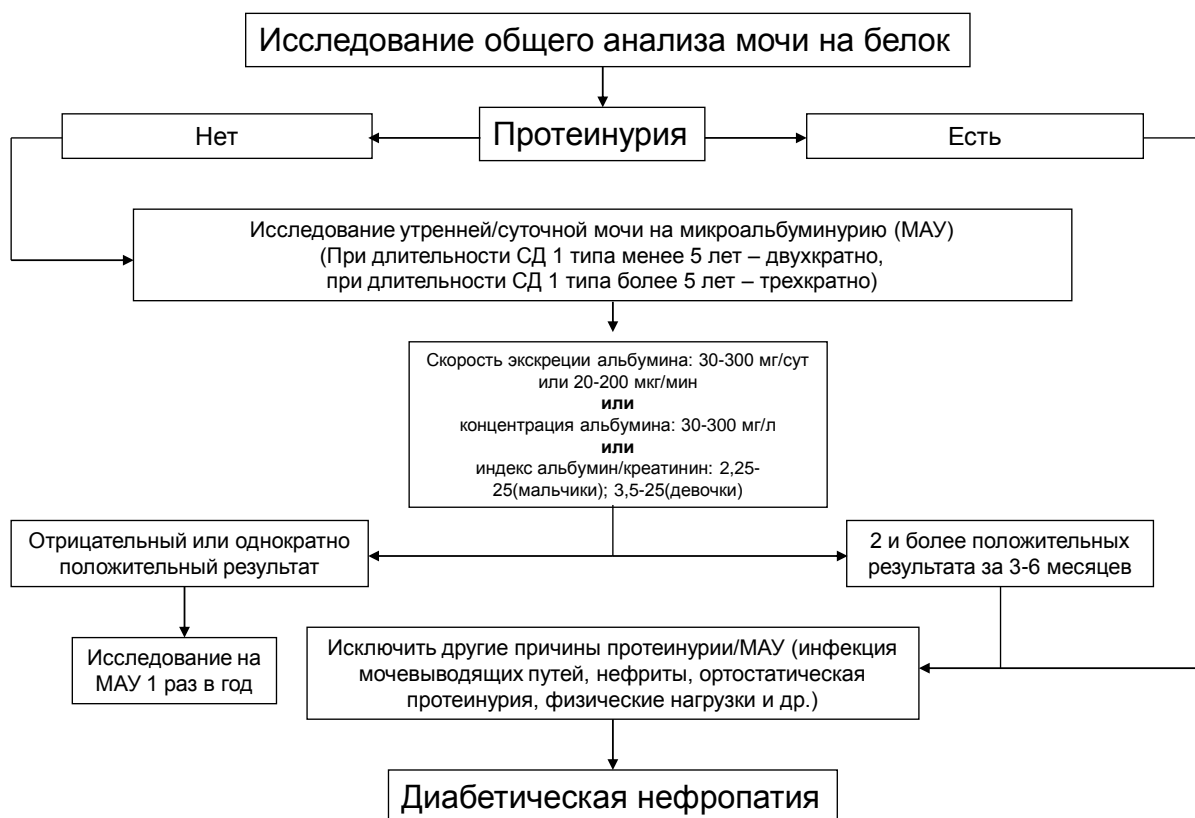 Исследование общего анализа мочи на белок
Нет
Протеинурия
Есть
Исследование утренней/суточной мочи на микроальбуминурию (МАУ)
(При длительности СД 1 типа менее 5 лет – двухкратно,
при длительности СД 1 типа более 5 лет – трехкратно)
Скорость экскреции альбумина: 30-300 мг/сут
или 20-200 мкг/мин
или
концентрация альбумина: 30-300 мг/л
или
индекс альбумин/креатинин: 2,25-
25(мальчики); 3,5-25(девочки)
Отрицательный или однократно
положительный результат
2 и более положительных
результата за 3-6 месяцев
Исследование на
МАУ 1 раз в год
Исключить другие причины протеинурии/МАУ (инфекция
мочевыводящих путей, нефриты, ортостатическая
протеинурия, физические нагрузки и др.)
Диабетическая нефропатия